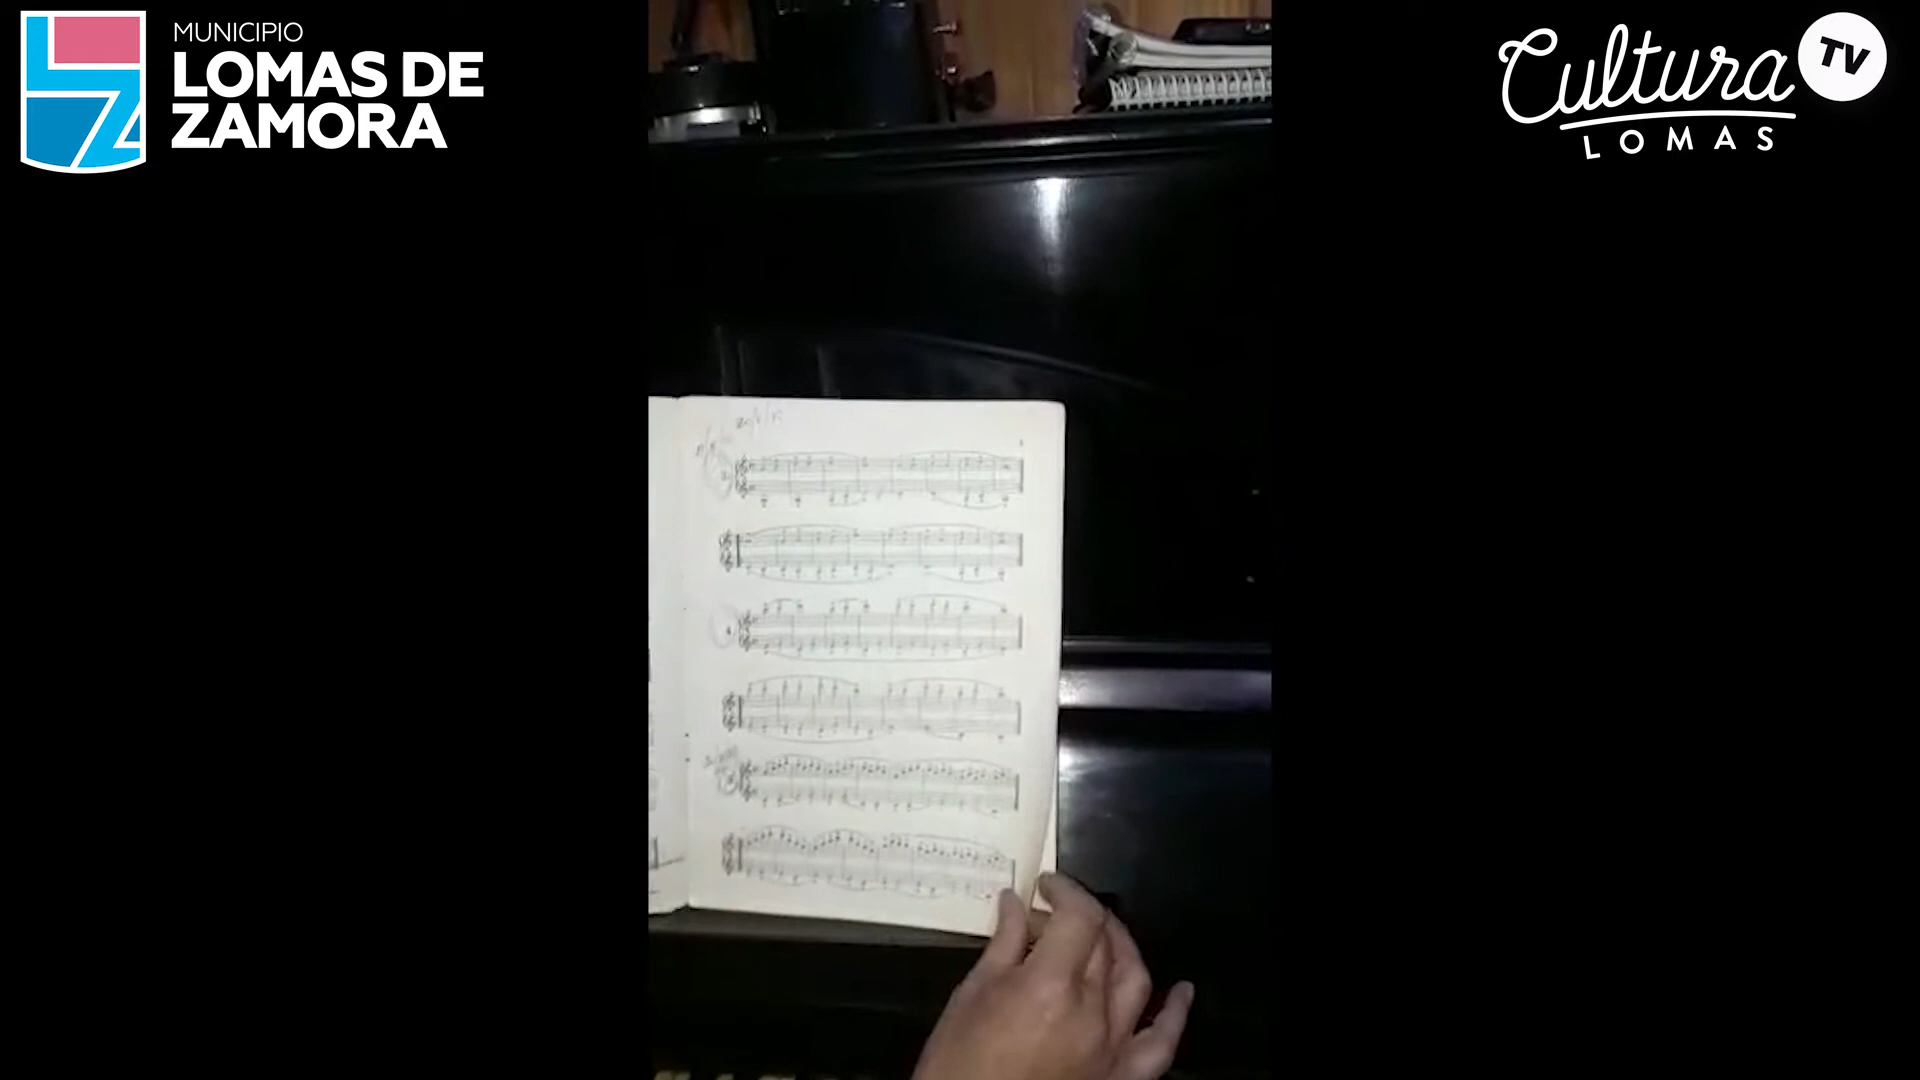 MUNICIPIO
LOMAS DE
ZAMORA
Cultura TV
LOMAS